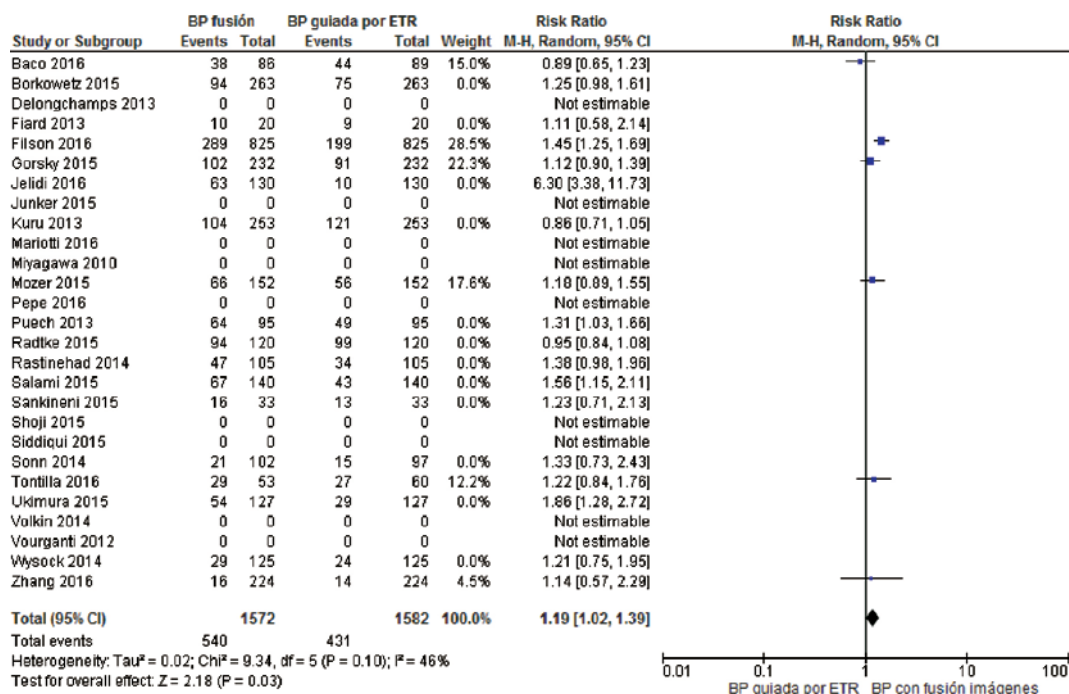 BP fusión BP guiada por ETR Risk Ratio Risk Ratio
Study or Subgroup Events Total Events Total Weight M-H, Random, 95% CI M-H, Random, 95% CI
Baco 2016 38 86 44 89 15.0% 0.89 [0.65, 1.23]
Borkowetz 2015 94 263 75 263 0.0% 1.25 [0.98, 1.61]
Delongchamps 2013 0 0 0 0 Not estimable
Fiard 2013 10 20 9 20 0.0% 1.11 [0.58, 2.14]
Filson 2016 289 825 199 825 28.5% 1.45 [1.25, 1.69]
Gorsky 2015 102 232 91 232 22.3% 1.12 [0.90, 1.39]
Jelidi 2016 63 130 10 130 0.0% 6.30 [3.38, 11.73]
Junker 2015 0 0 0 0 Not estimable
Kuru 2013 104 253 121 253 0.0% 0.86 [0.71, 1.05]
Mariotti 2016 0 0 0 0 Not estimable
Miyagawa 2010 0 0 0 0 Not estimable
Mozer 2015 66 152 56 152 17.6% 1.18 [0.89, 1.55]
Pepe 2016 0 0 0 0 Not estimable
Puech 2013 64 95 49 95 0.0% 1.31 [1.03, 1.66]
Radtke 2015 94 120 99 120 0.0% 0.95 [0.84, 1.08]
Rastinehad 2014 47 105 34 105 0.0% 1.38 [0.98, 1.96]
Salami 2015 67 140 43 140 0.0% 1.56 [1.15, 2.11]
Sankineni 2015 16 33 13 33 0.0% 1.23 [0.71, 2.13]
Shoji 2015 0 0 0 0 Not estimable
Siddiqui 2015 0 0 0 0 Not estimable
Sonn 2014 21 102 15 97 0.0% 1.33 [0.73, 2.43]
Tontilla 2016 29 53 27 60 12.2% 1.22 [0.84, 1.76]
Ukimura 2015 54 127 29 127 0.0% 1.86 [1.28, 2.72]
Volkin 2014 0 0 0 0 Not estimable
Vourganti 2012 0 0 0 0 Not estimable
Wysock 2014 29 125 24 125 0.0% 1.21 [0.75, 1.95]
Zhang 2016 16 224 14 224 4.5% 1.14 [0.57, 2.29]
Total (95% CI) 1572 1582 100.0% 1.19 [1.02, 1.39]
Total events 540 431
Heterogeneity: Tau² = 0.02; Chi² = 9.34, df = 5 (P = 0.10); I² = 46%
Test for overall effect: Z = 2.18 (P = 0.03)
0.01 0.1 1 10 100
BP guiada por ETR BP con fusión imágenes